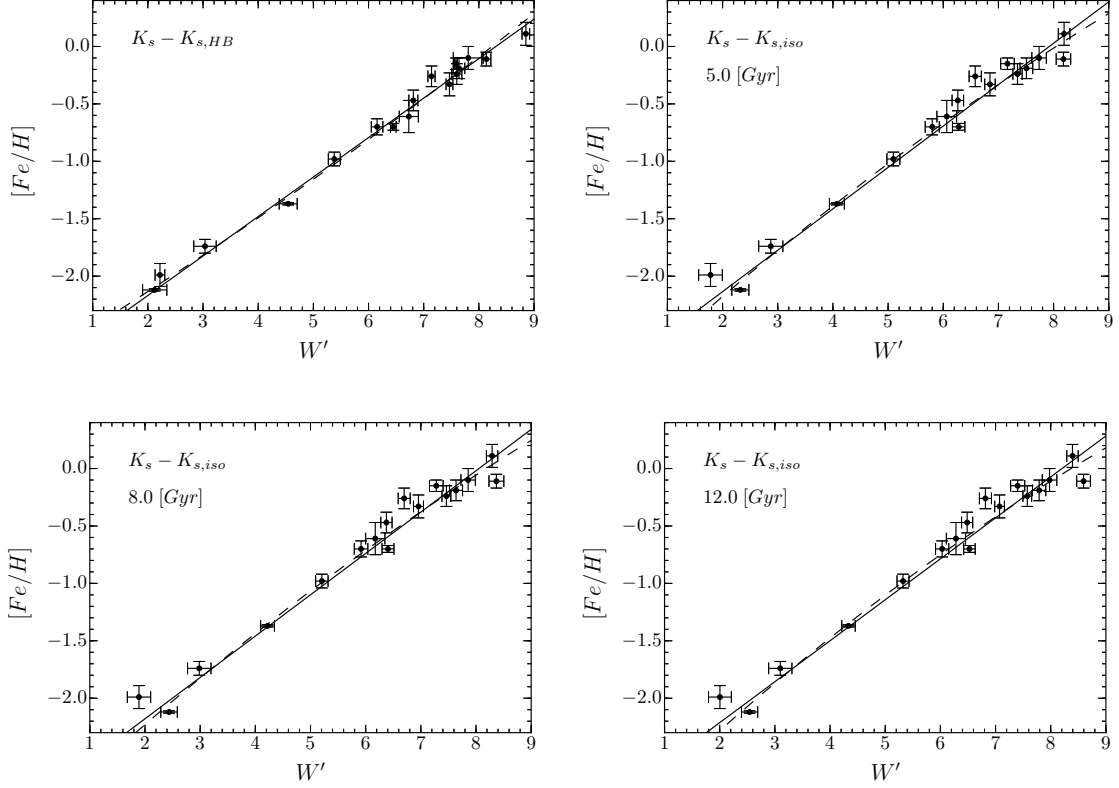 K_s − K_{s,HB}
0.0
−0.5
−1.0
−1.5
−2.0
[Fe/H]
1 2 3 4 5 6 7 8 9
W′
K_s − K_{s,iso}
5.0 [Gyr]
0.0
−0.5
−1.0
−1.5
−2.0
[Fe/H]
1 2 3 4 5 6 7 8 9
W′
K_s − K_{s,iso}
8.0 [Gyr]
0.0
−0.5
−1.0
−1.5
−2.0
[Fe/H]
1 2 3 4 5 6 7 8 9
W′
K_s − K_{s,iso}
12.0 [Gyr]
0.0
−0.5
−1.0
−1.5
−2.0
[Fe/H]
1 2 3 4 5 6 7 8 9
W′